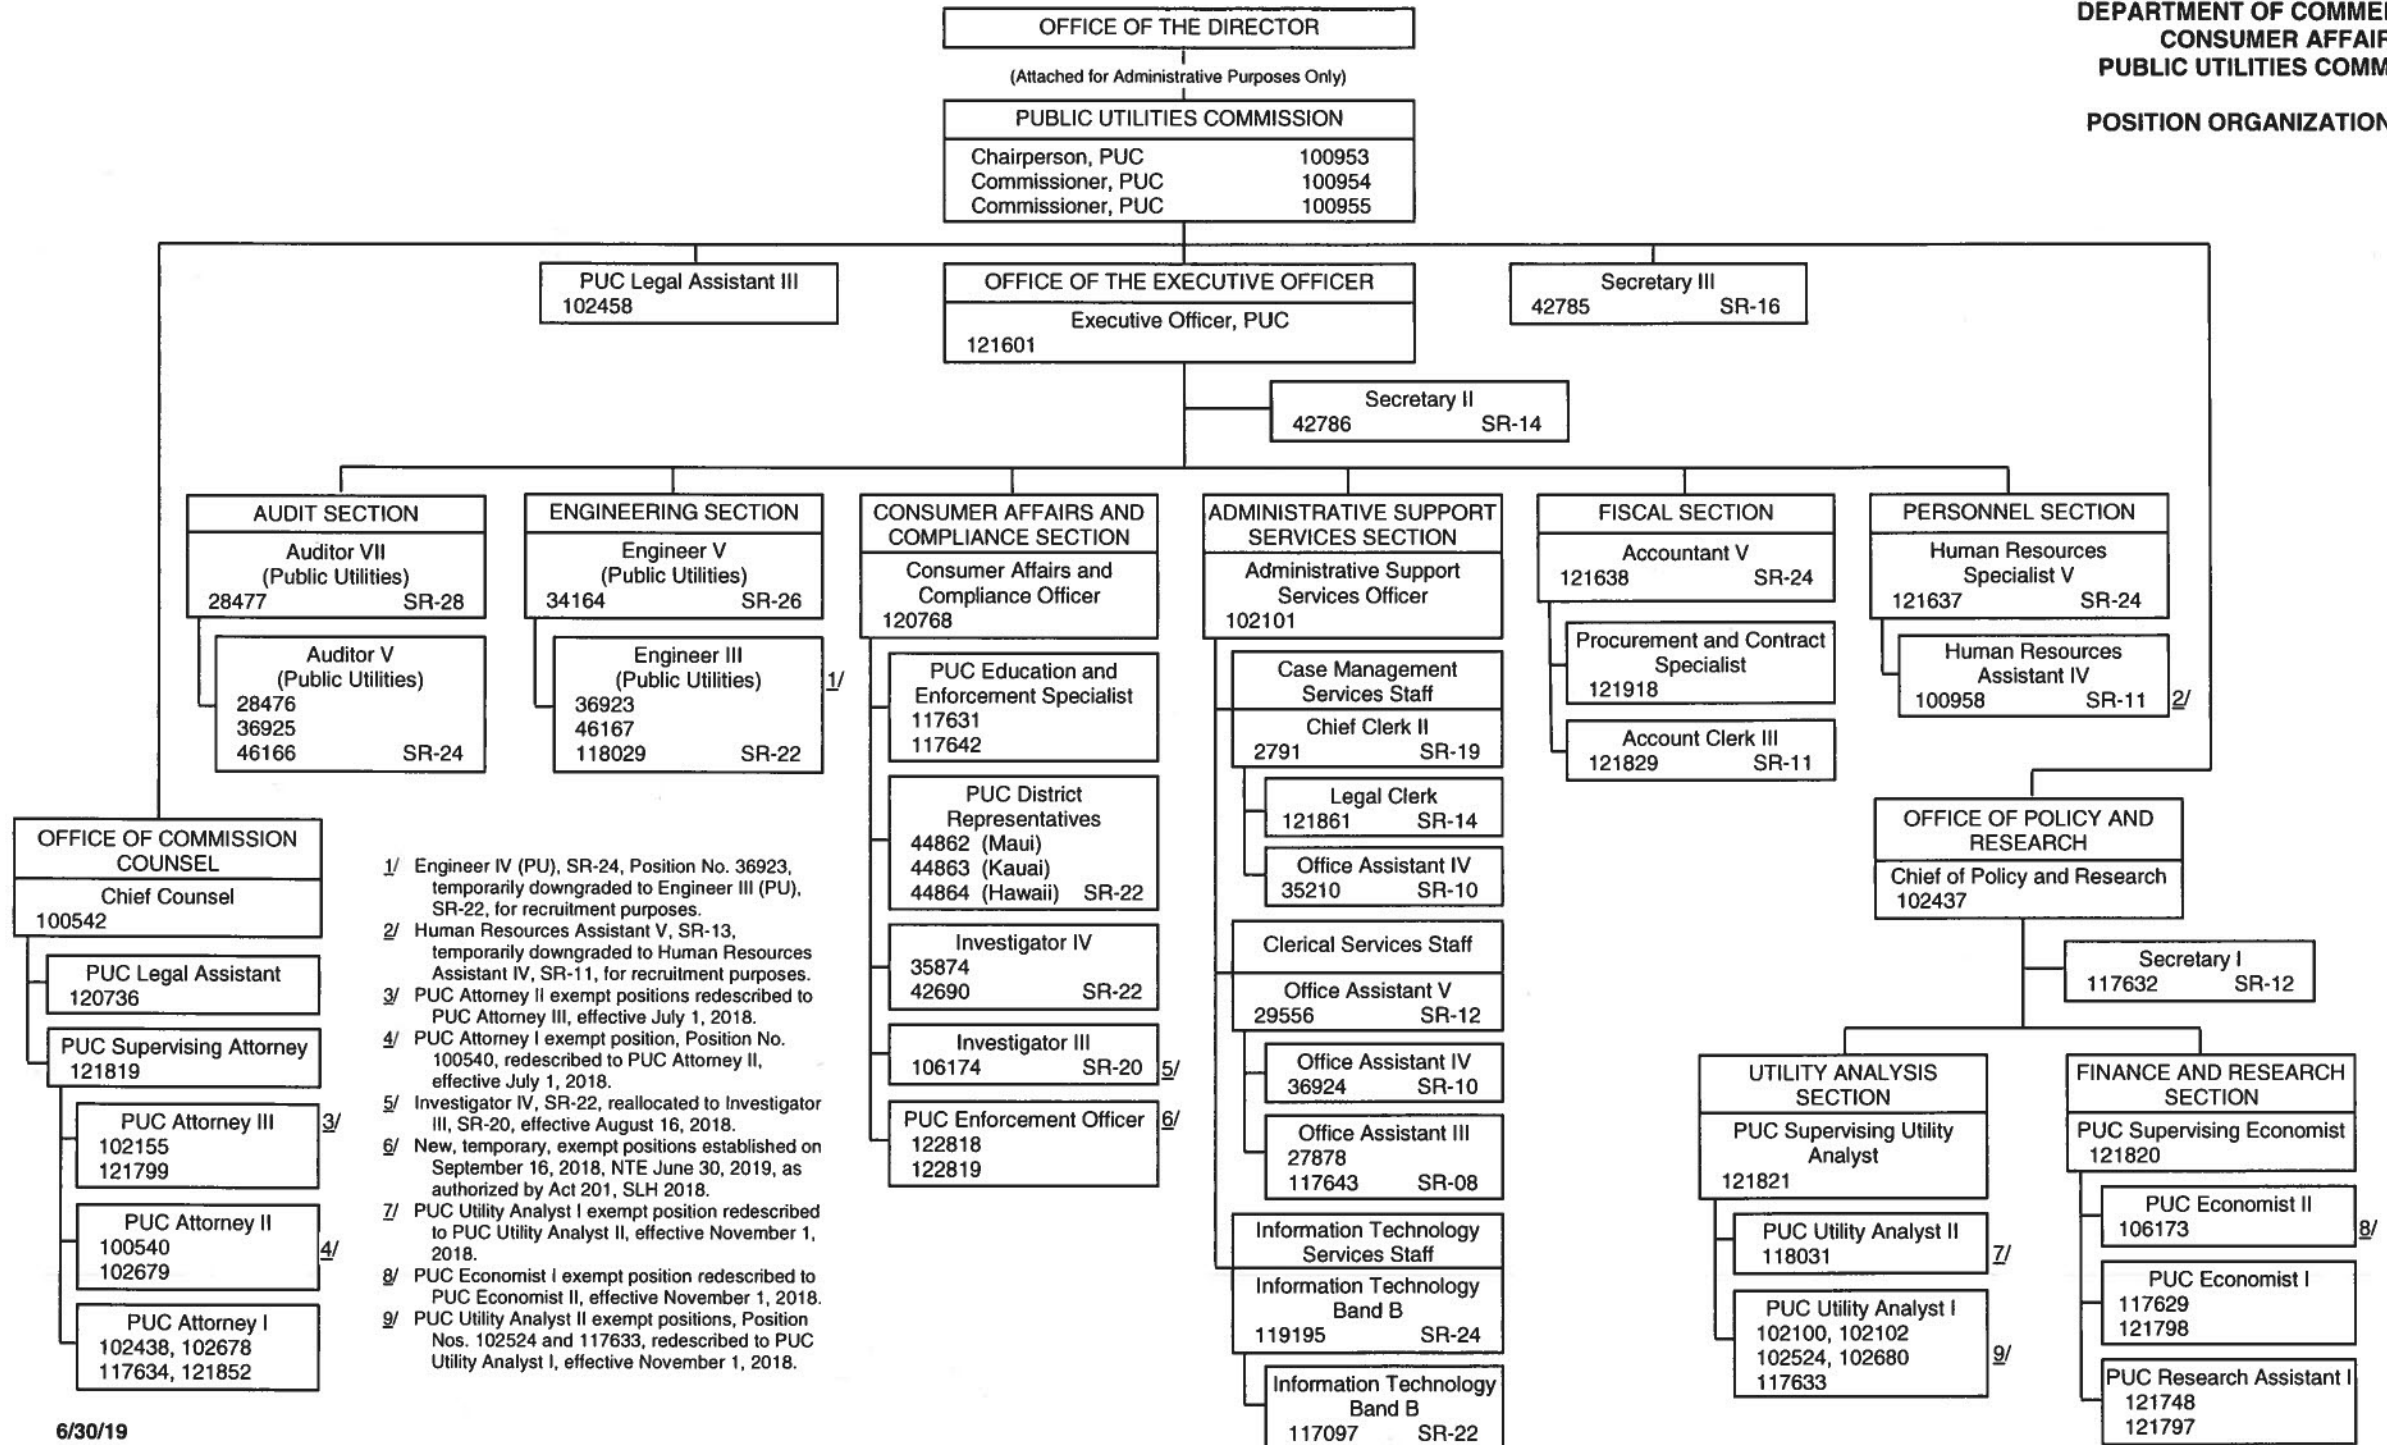 DEPARTMENT OF COMMER
CONSUMER AFFAIR
PUBLIC UTILITIES COMM
POSITION ORGANIZATION
OFFICE OF THE DIRECTOR
(Attached for Administrative Purposes Only)
PUBLIC UTILITIES COMMISSION
Chairperson, PUC 100953
Commissioner, PUC 100954
Commissioner, PUC 100955
PUC Legal Assistant III
102458
OFFICE OF THE EXECUTIVE OFFICER
Executive Officer, PUC
121601
Secretary III
42785 SR-16
Secretary II
42786 SR-14
AUDIT SECTION
Auditor VII
(Public Utilities)
28477 SR-28
Auditor V
(Public Utilities)
28476
36925
46166 SR-24
ENGINEERING SECTION
Engineer V
(Public Utilities)
34164 SR-26
Engineer III
(Public Utilities) 1/
36923
46167
118029 SR-22
CONSUMER AFFAIRS AND
COMPLIANCE SECTION
Consumer Affairs and
Compliance Officer
120768
PUC Education and
Enforcement Specialist
117631
117642
PUC District
Representatives
44862 (Maui)
44863 (Kauai)
44864 (Hawaii) SR-22
Investigator IV
35874
42690 SR-22
Investigator III
106174 SR-20 5/
PUC Enforcement Officer 6/
122818
122819
ADMINISTRATIVE SUPPORT
SERVICES SECTION
Administrative Support
Services Officer
102101
Case Management
Services Staff
Chief Clerk II
2791 SR-19
Legal Clerk
121861 SR-14
Office Assistant IV
35210 SR-10
Clerical Services Staff
Office Assistant V
29556 SR-12
Office Assistant IV
36924 SR-10
Office Assistant III
27878
117643 SR-08
Information Technology
Services Staff
Information Technology
Band B
119195 SR-24
Information Technology
Band B
117097 SR-22
FISCAL SECTION
Accountant V
121638 SR-24
Procurement and Contract
Specialist
121918
Account Clerk III
121829 SR-11
PERSONNEL SECTION
Human Resources
Specialist V
121637 SR-24
Human Resources
Assistant IV
100958 SR-11 2/
OFFICE OF COMMISSION
COUNSEL
Chief Counsel
100542
PUC Legal Assistant
120736
PUC Supervising Attorney
121819
PUC Attorney III 3/
102155
121799
PUC Attorney II
100540 4/
102679
PUC Attorney I
102438, 102678
117634, 121852
1/ Engineer IV (PU), SR-24, Position No. 36923,
temporarily downgraded to Engineer III (PU),
SR-22, for recruitment purposes.
2/ Human Resources Assistant V, SR-13,
temporarily downgraded to Human Resources
Assistant IV, SR-11, for recruitment purposes.
3/ PUC Attorney II exempt positions redescribed to
PUC Attorney III, effective July 1, 2018.
4/ PUC Attorney I exempt position, Position No.
100540, redescribed to PUC Attorney II,
effective July 1, 2018.
5/ Investigator IV, SR-22, reallocated to Investigator
III, SR-20, effective August 16, 2018.
6/ New, temporary, exempt positions established on
September 16, 2018, NTE June 30, 2019, as
authorized by Act 201, SLH 2018.
7/ PUC Utility Analyst I exempt position redescribed
to PUC Utility Analyst II, effective November 1,
2018.
8/ PUC Economist I exempt position redescribed to
PUC Economist II, effective November 1, 2018.
9/ PUC Utility Analyst II exempt positions, Position
Nos. 102524 and 117633, redescribed to PUC
Utility Analyst I, effective November 1, 2018.
OFFICE OF POLICY AND
RESEARCH
Chief of Policy and Research
102437
Secretary I
117632 SR-12
UTILITY ANALYSIS
SECTION
PUC Supervising Utility
Analyst
121821
PUC Utility Analyst II
118031 7/
PUC Utility Analyst I
102100, 102102
102524, 102680 9/
117633
FINANCE AND RESEARCH
SECTION
PUC Supervising Economist
121820
PUC Economist II
106173 8/
PUC Economist I
117629
121798
PUC Research Assistant I
121748
121797
6/30/19